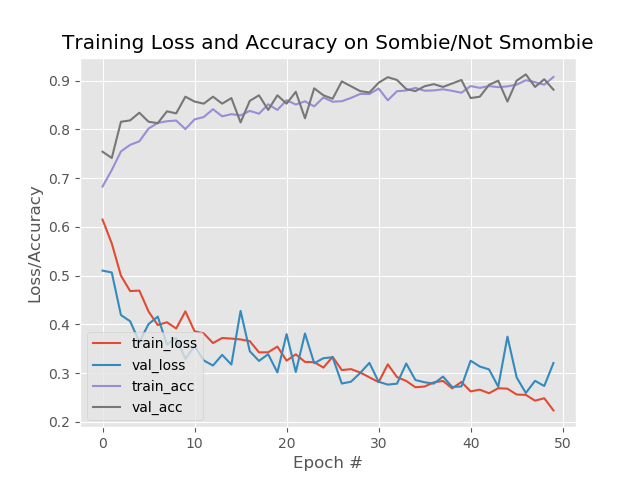 Training Loss and Accuracy on Sombie/Not Smombie
0.9
0.8
0.7
0.6
0.5
0.4
0.3
0.2
Loss/Accuracy
train_loss
val_loss
train_acc
val_acc
0 10 20 30 40 50
Epoch #